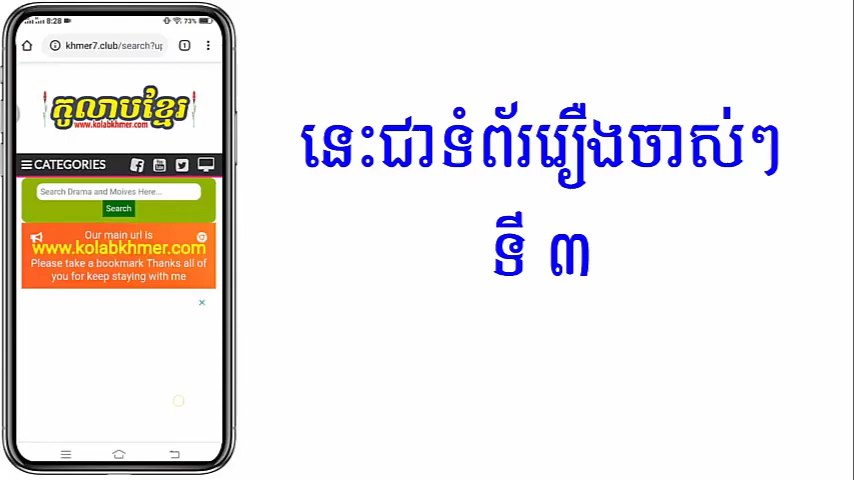 8:28
73%
khmer7.club/search?up
1
កូលាបខ្មែរ
www.kolabkhmer.com
CATEGORIES
Search Drama and Moives Here...
Search
Our main url is
www.kolabkhmer.com
Please take a bookmark Thanks all of
you for keep staying with me
នេះជាទំព័ររឿងចាស់ៗ
ទី ៣